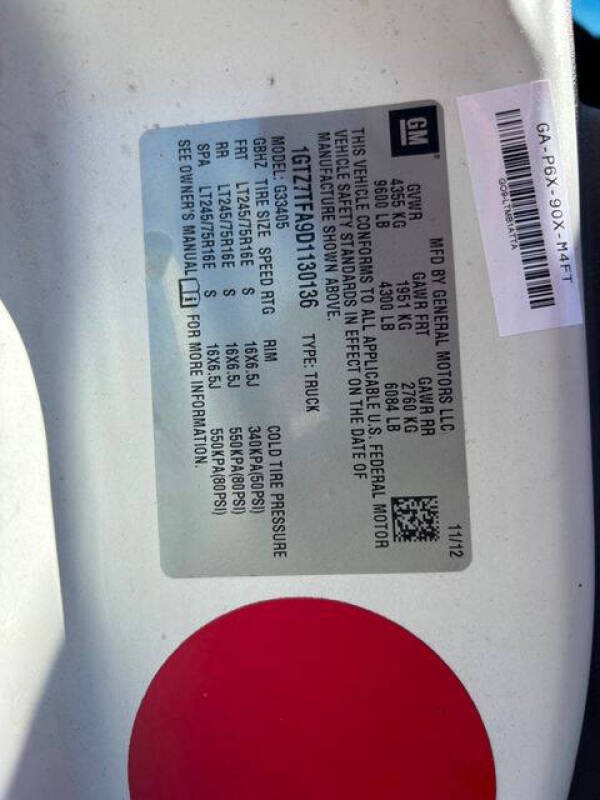 GA-P6X-90X-M4FT
GM
MFD BY GENERAL MOTORS LLC
11/12
GVWR GAWR FRT GAWR RR
4355 KG 1951 KG 2760 KG
9600 LB 4300 LB 6084 LB
THIS VEHICLE CONFORMS TO ALL APPLICABLE U.S. FEDERAL MOTOR
VEHICLE SAFETY STANDARDS IN EFFECT ON THE DATE OF
MANUFACTURE SHOWN ABOVE.
1GTZ7TFA9D1130136 TYPE: TRUCK
MODEL: G33405
GBHZ TIRE SIZE SPEED RTG RIM COLD TIRE PRESSURE
FRT LT245/75R16E S 16X6.5J 340KPA(50PSI)
RR LT245/75R16E S 16X6.5J 550KPA(80PSI)
SPA LT245/75R16E S 16X6.5J 550KPA(80PSI)
SEE OWNER'S MANUAL FOR MORE INFORMATION.